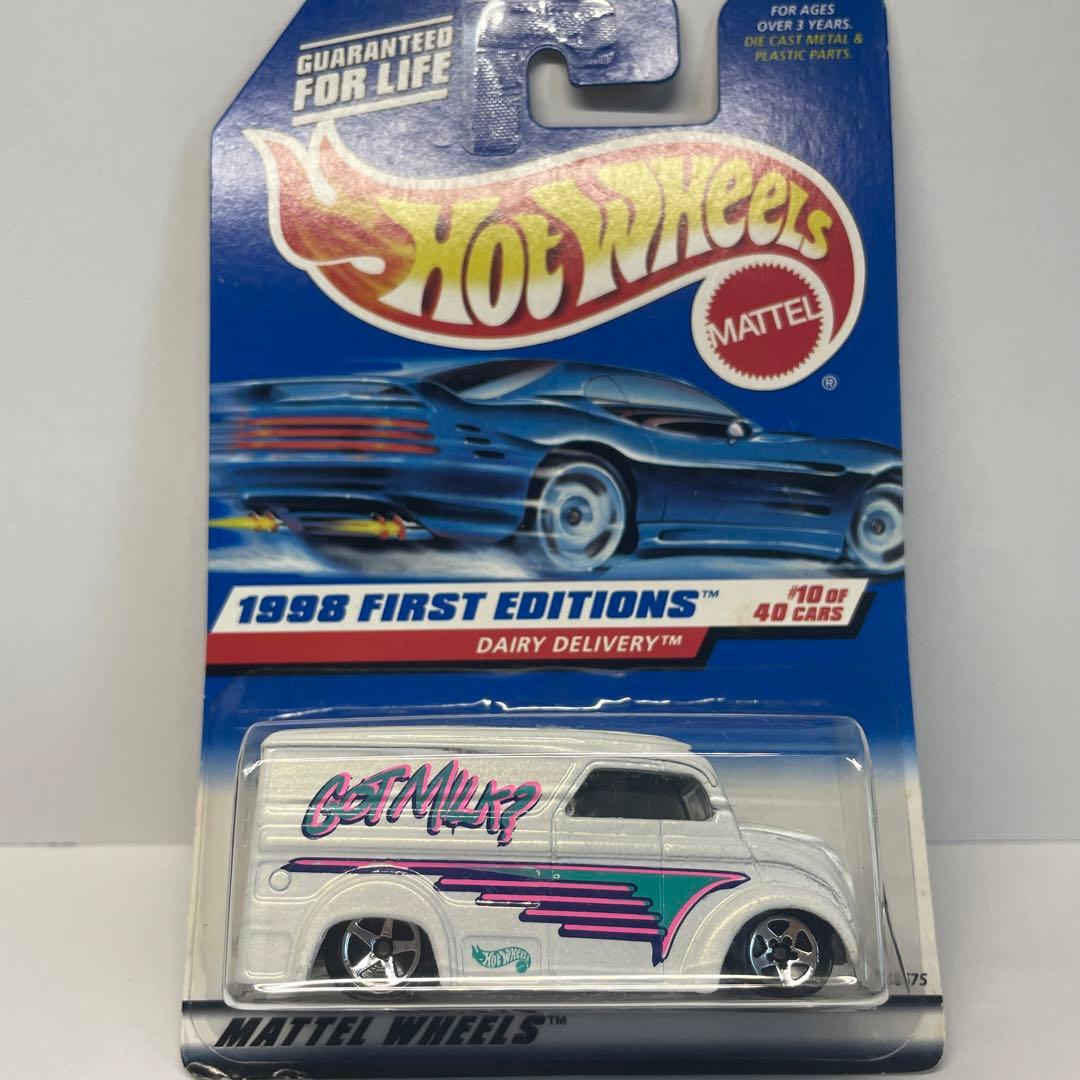 GUARANTEED
FOR LIFE
FOR AGES
OVER 3 YEARS.
DIE CAST METAL &
PLASTIC PARTS.
HOT WHEELS
MATTEL
®
1998 FIRST EDITIONS™
#10 OF
40 CARS
DAIRY DELIVERY™
GOT MILK?
HOT WHEELS
MATTEL WHEELS™